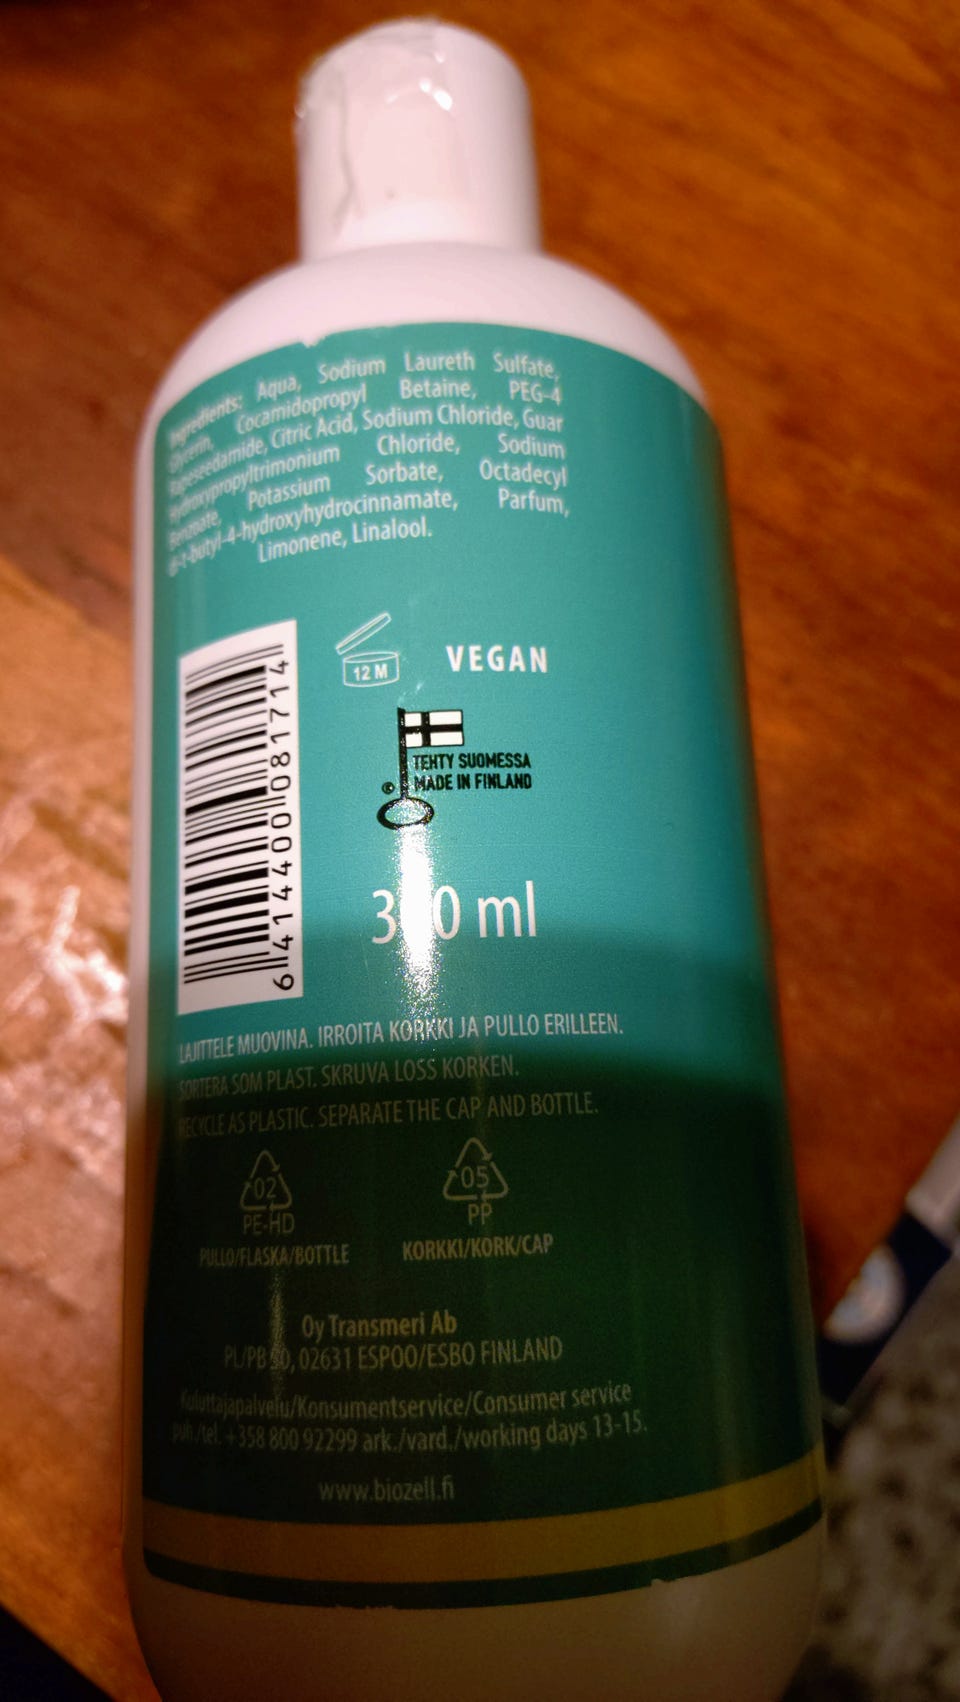 Ingredients: Aqua, Sodium Laureth Sulfate,
Glycerin, Cocamidopropyl Betaine, PEG-4
Rapeseedamide, Citric Acid, Sodium Chloride, Guar
Hydroxypropyltrimonium Chloride, Sodium
Benzoate, Potassium Sorbate, Octadecyl
di-t-butyl-4-hydroxyhydrocinnamate, Parfum,
Limonene, Linalool.
12 M
VEGAN
TEHTY SUOMESSA
® MADE IN FINLAND
6 414400 081714
ml
LAJITTELE MUOVINA. IRROITA KORKKI JA PULLO ERILLEEN.
SORTERA SOM PLAST. SKRUVA LOSS KORKEN.
RECYCLE AS PLASTIC. SEPARATE THE CAP AND BOTTLE.
02 05
PE-HD PP
PULLO/FLASKA/BOTTLE KORKKI/KORK/CAP
Oy Transmeri Ab
PL/PB 02631 ESPOO/ESBO FINLAND
Kuluttajapalvelu/Konsumentservice/Consumer service
puh./tel. +358 800 92299 ark./vard./working days 13-15.
www.biozell.fi